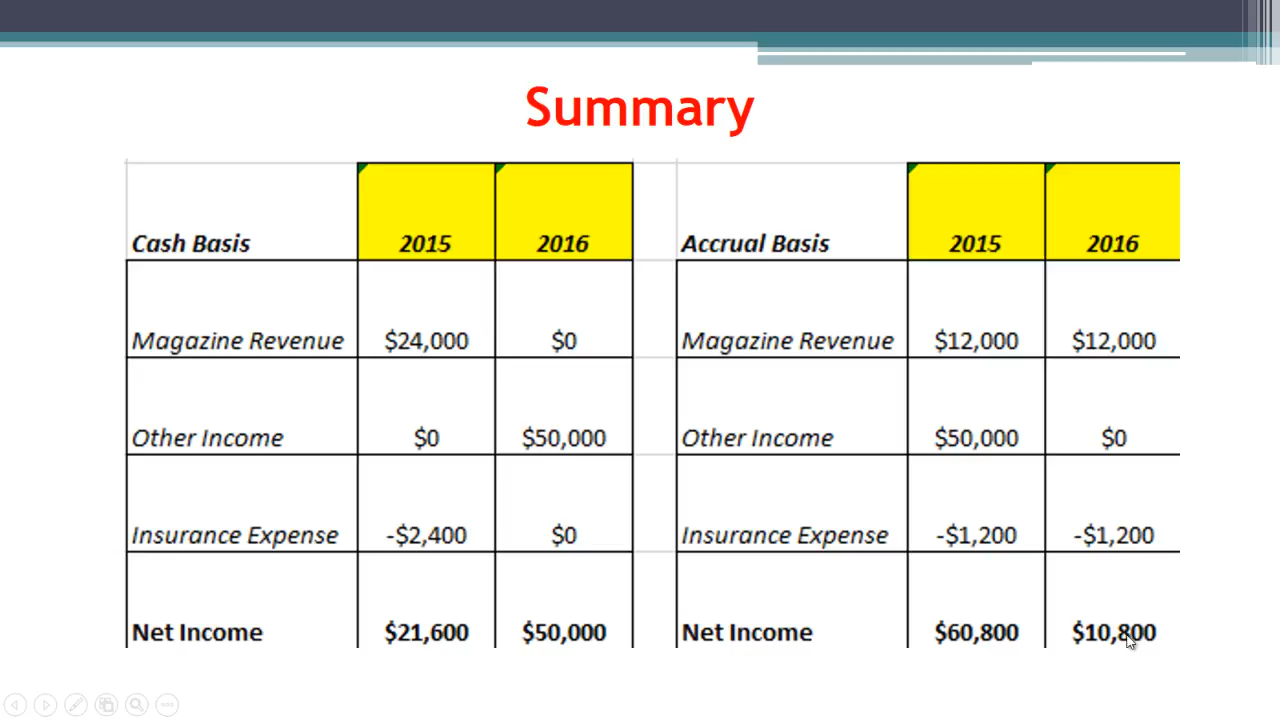 Summary
Cash Basis 2015 2016 Accrual Basis 2015 2016
Magazine Revenue $24,000 $0 Magazine Revenue $12,000 $12,000
Other Income $0 $50,000 Other Income $50,000 $0
Insurance Expense -$2,400 $0 Insurance Expense -$1,200 -$1,200
Net Income $21,600 $50,000 Net Income $60,800 $10,800